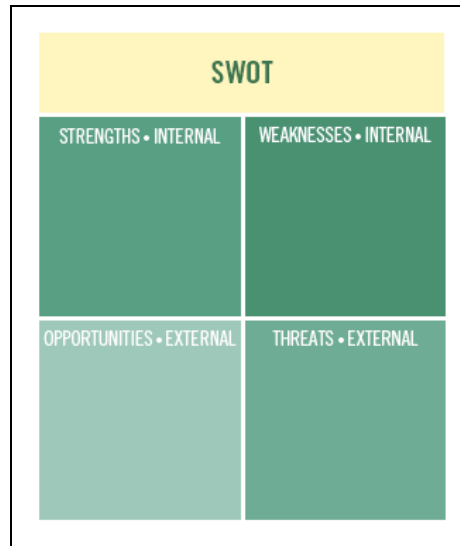 SWOT
STRENGTHS • INTERNAL
WEAKNESSES • INTERNAL
OPPORTUNITIES • EXTERNAL
THREATS • EXTERNAL